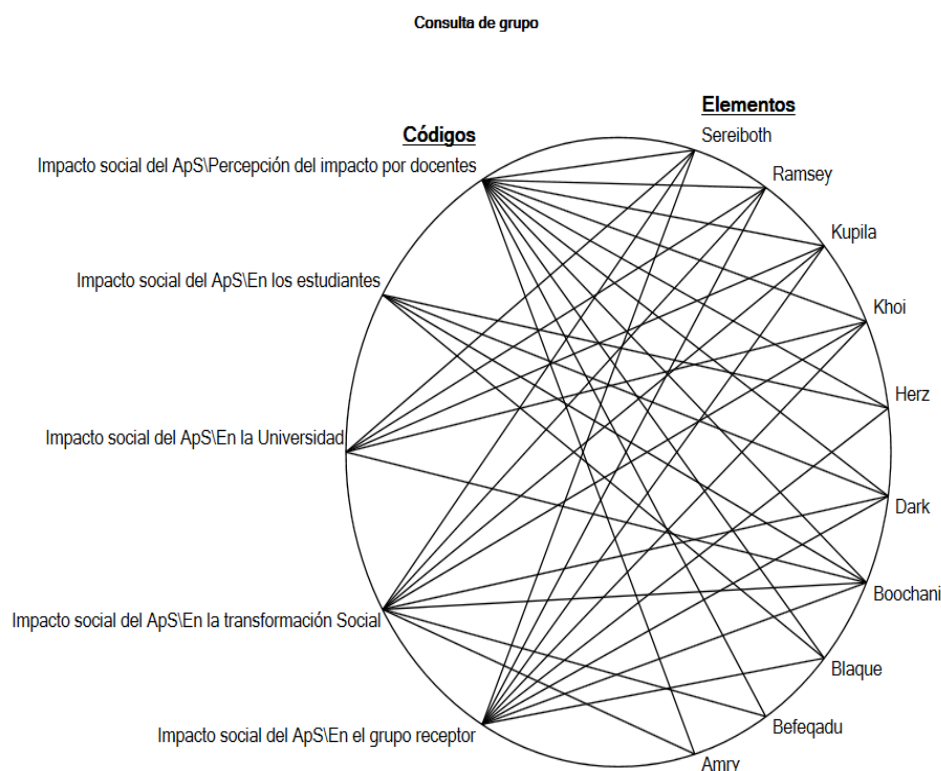 Consulta de grupo
Elementos
Códigos
Sereiboth
Impacto social del ApS\Percepción del impacto por docentes
Ramsey
Kupila
Impacto social del ApS\En los estudiantes
Khoi
Herz
Impacto social del ApS\En la Universidad
Dark
Boochani
Impacto social del ApS\En la transformación Social
Blaque
Befeqadu
Impacto social del ApS\En el grupo receptor
Amry